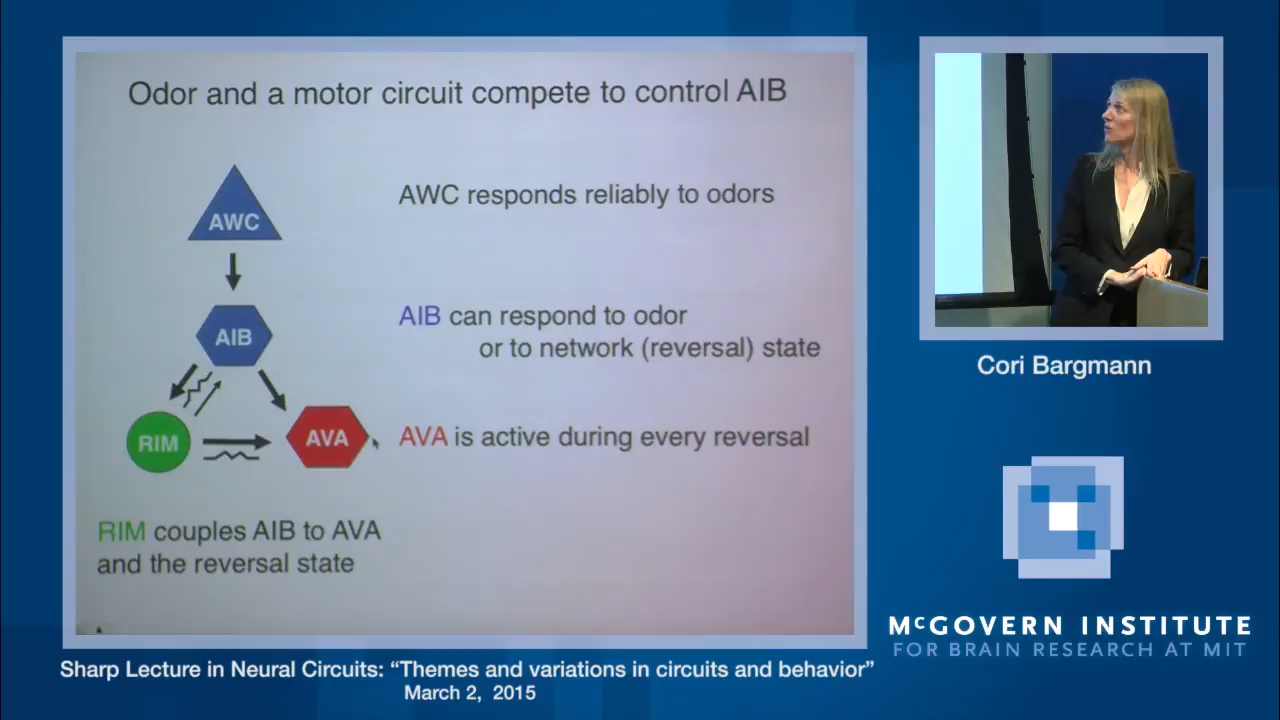 Odor and a motor circuit compete to control AIB
AWC
AWC responds reliably to odors
AIB
AIB can respond to odor
or to network (reversal) state
RIM
AVA
AVA is active during every reversal
RIM couples AIB to AVA
and the reversal state
Cori Bargmann
McGOVERN INSTITUTE
FOR BRAIN RESEARCH AT MIT
Sharp Lecture in Neural Circuits: “Themes and variations in circuits and behavior”
March 2, 2015